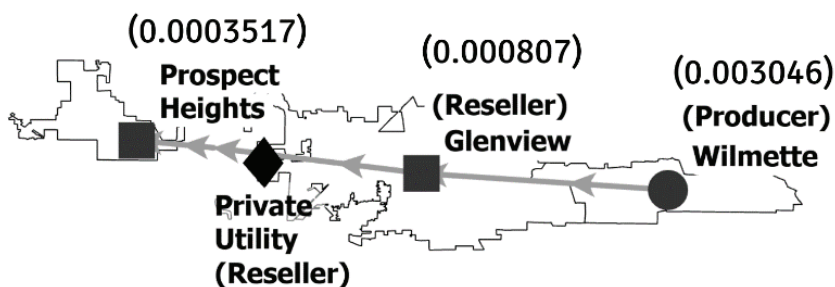 (0.0003517)
Prospect
Heights
(0.000807)
(Reseller)
Glenview
(0.003046)
(Producer)
Wilmette
Private
Utility
(Reseller)